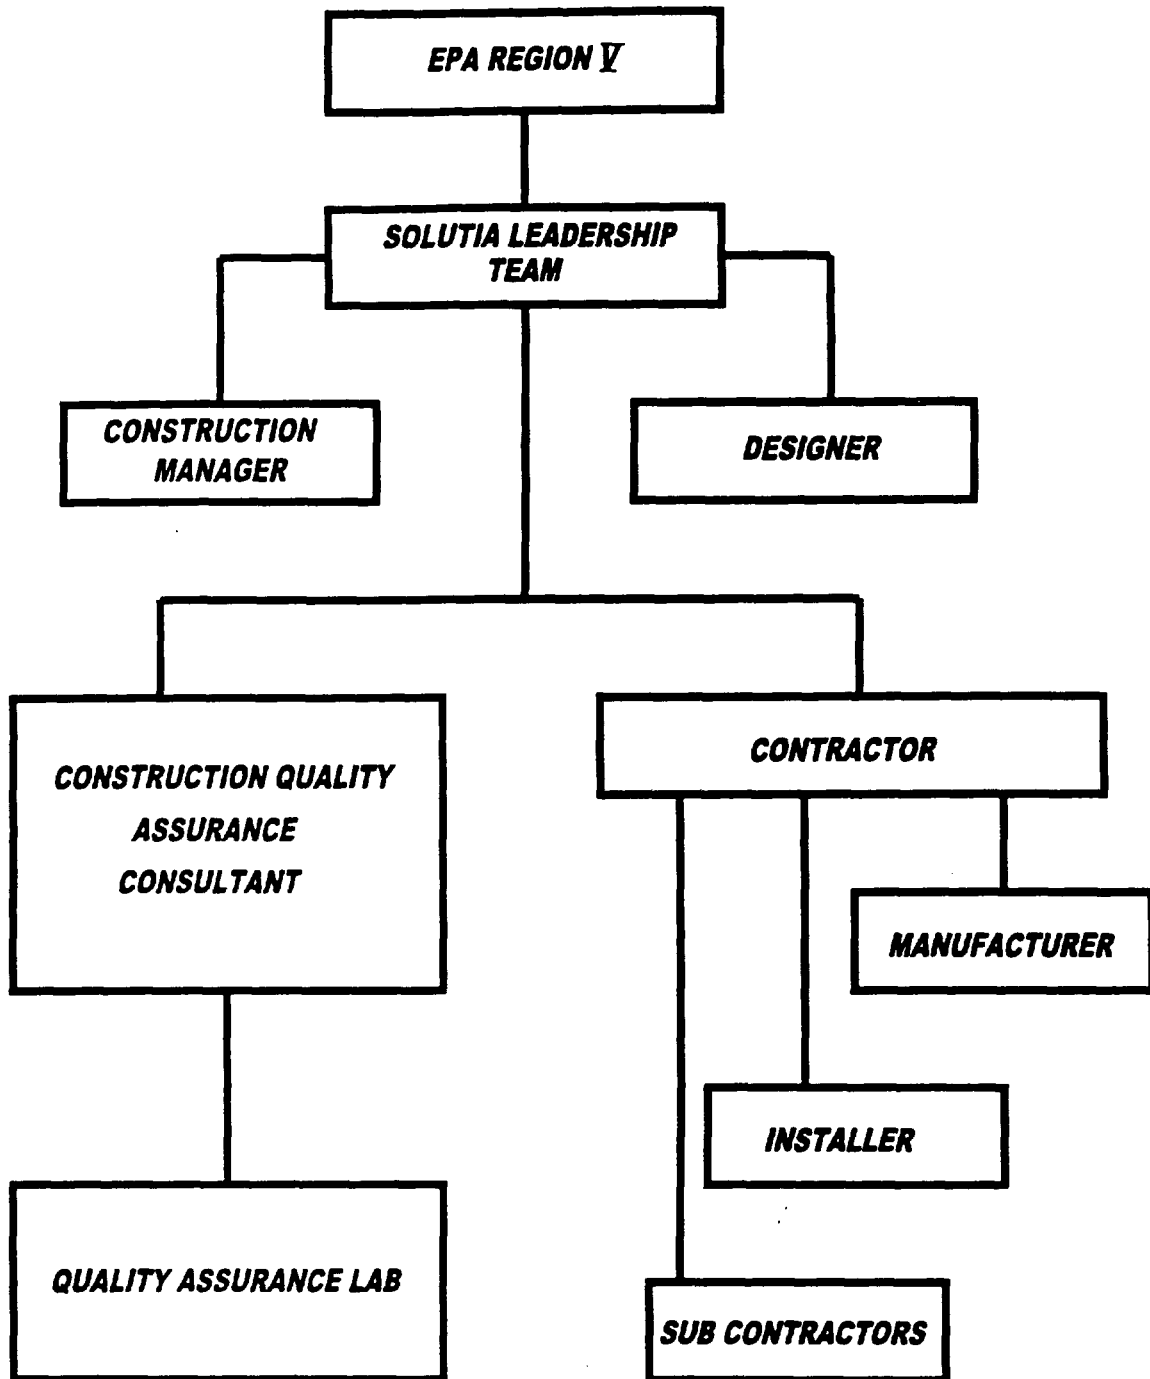 EPA REGION V
SOLUTIA LEADERSHIP
TEAM
CONSTRUCTION
MANAGER
DESIGNER
CONSTRUCTION QUALITY
ASSURANCE
CONSULTANT
CONTRACTOR
MANUFACTURER
INSTALLER
QUALITY ASSURANCE LAB
SUB CONTRACTORS